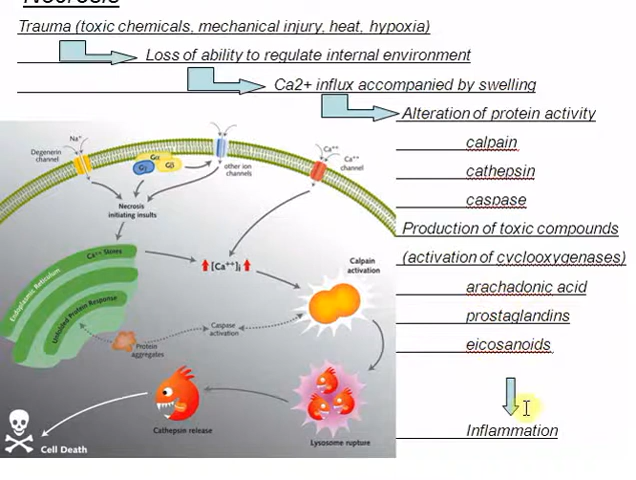 Necrosis
Trauma (toxic chemicals, mechanical injury, heat, hypoxia)
Loss of ability to regulate internal environment
Ca2+ influx accompanied by swelling
Alteration of protein activity
calpain
cathepsin
caspase
Production of toxic compounds
(activation of cyclooxygenases)
arachadonic acid
prostaglandins
eicosanoids
Inflammation
Na⁺
Degenerin
channel
Gα
Gβ
other ion
channels
Ca⁺⁺
Ca⁺⁺
channel
Necrosis
initiating insults
Ca⁺⁺ Stores
Endoplasmic Reticulum
Unfolded Protein Response
[Ca⁺⁺]i
Calpain
activation
Caspase
activation
Protein
aggregates
Cathepsin release
Lysosome rupture
Cell Death